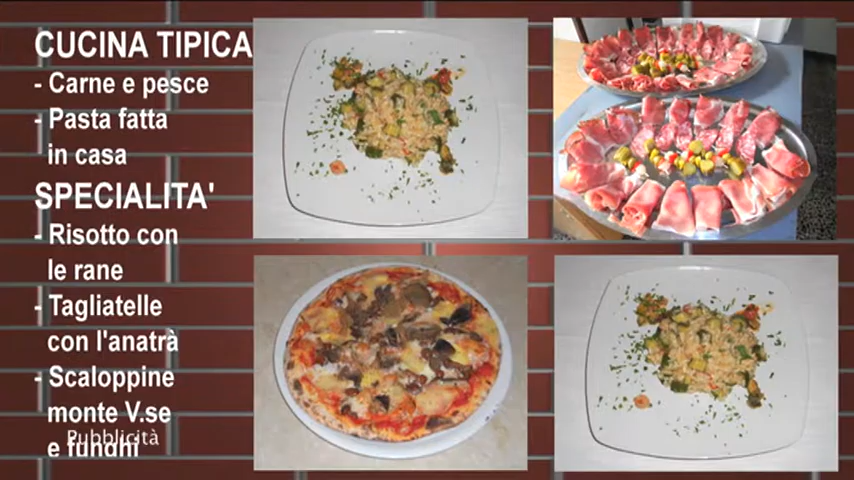 CUCINA TIPICA
- Carne e pesce
- Pasta fatta
in casa
SPECIALITA'
- Risotto con
le rane
- Tagliatelle
con l'anatrà
- Scaloppine
monte V.se
e funghi
Pubblicità